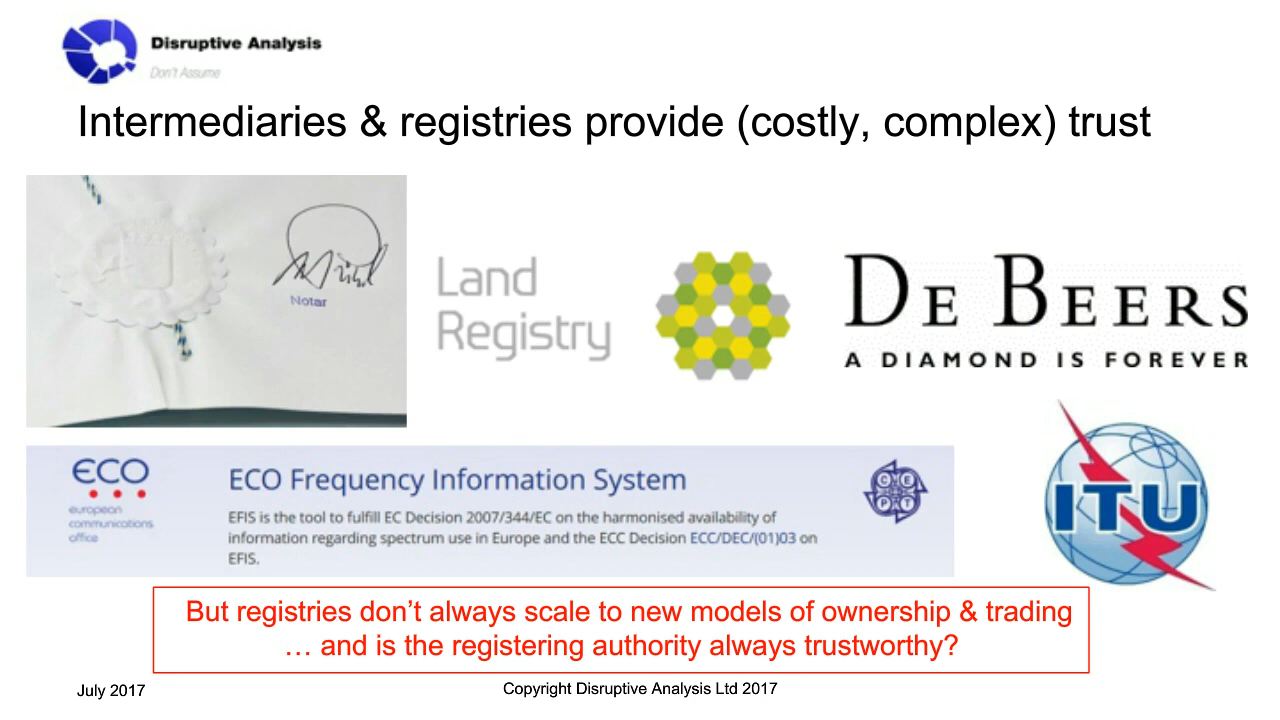 Disruptive Analysis
Don't Assume
Intermediaries & registries provide (costly, complex) trust
Notar
Land
Registry
DE BEERS
A DIAMOND IS FOREVER
ECO
european
communications
office
ECO Frequency Information System
EFIS is the tool to fulfill EC Decision 2007/344/EC on the harmonised availability of
information regarding spectrum use in Europe and the ECC Decision ECC/DEC/(01)03 on
EFIS.
CEPT
ITU
But registries don’t always scale to new models of ownership & trading
… and is the registering authority always trustworthy?
July 2017
Copyright Disruptive Analysis Ltd 2017